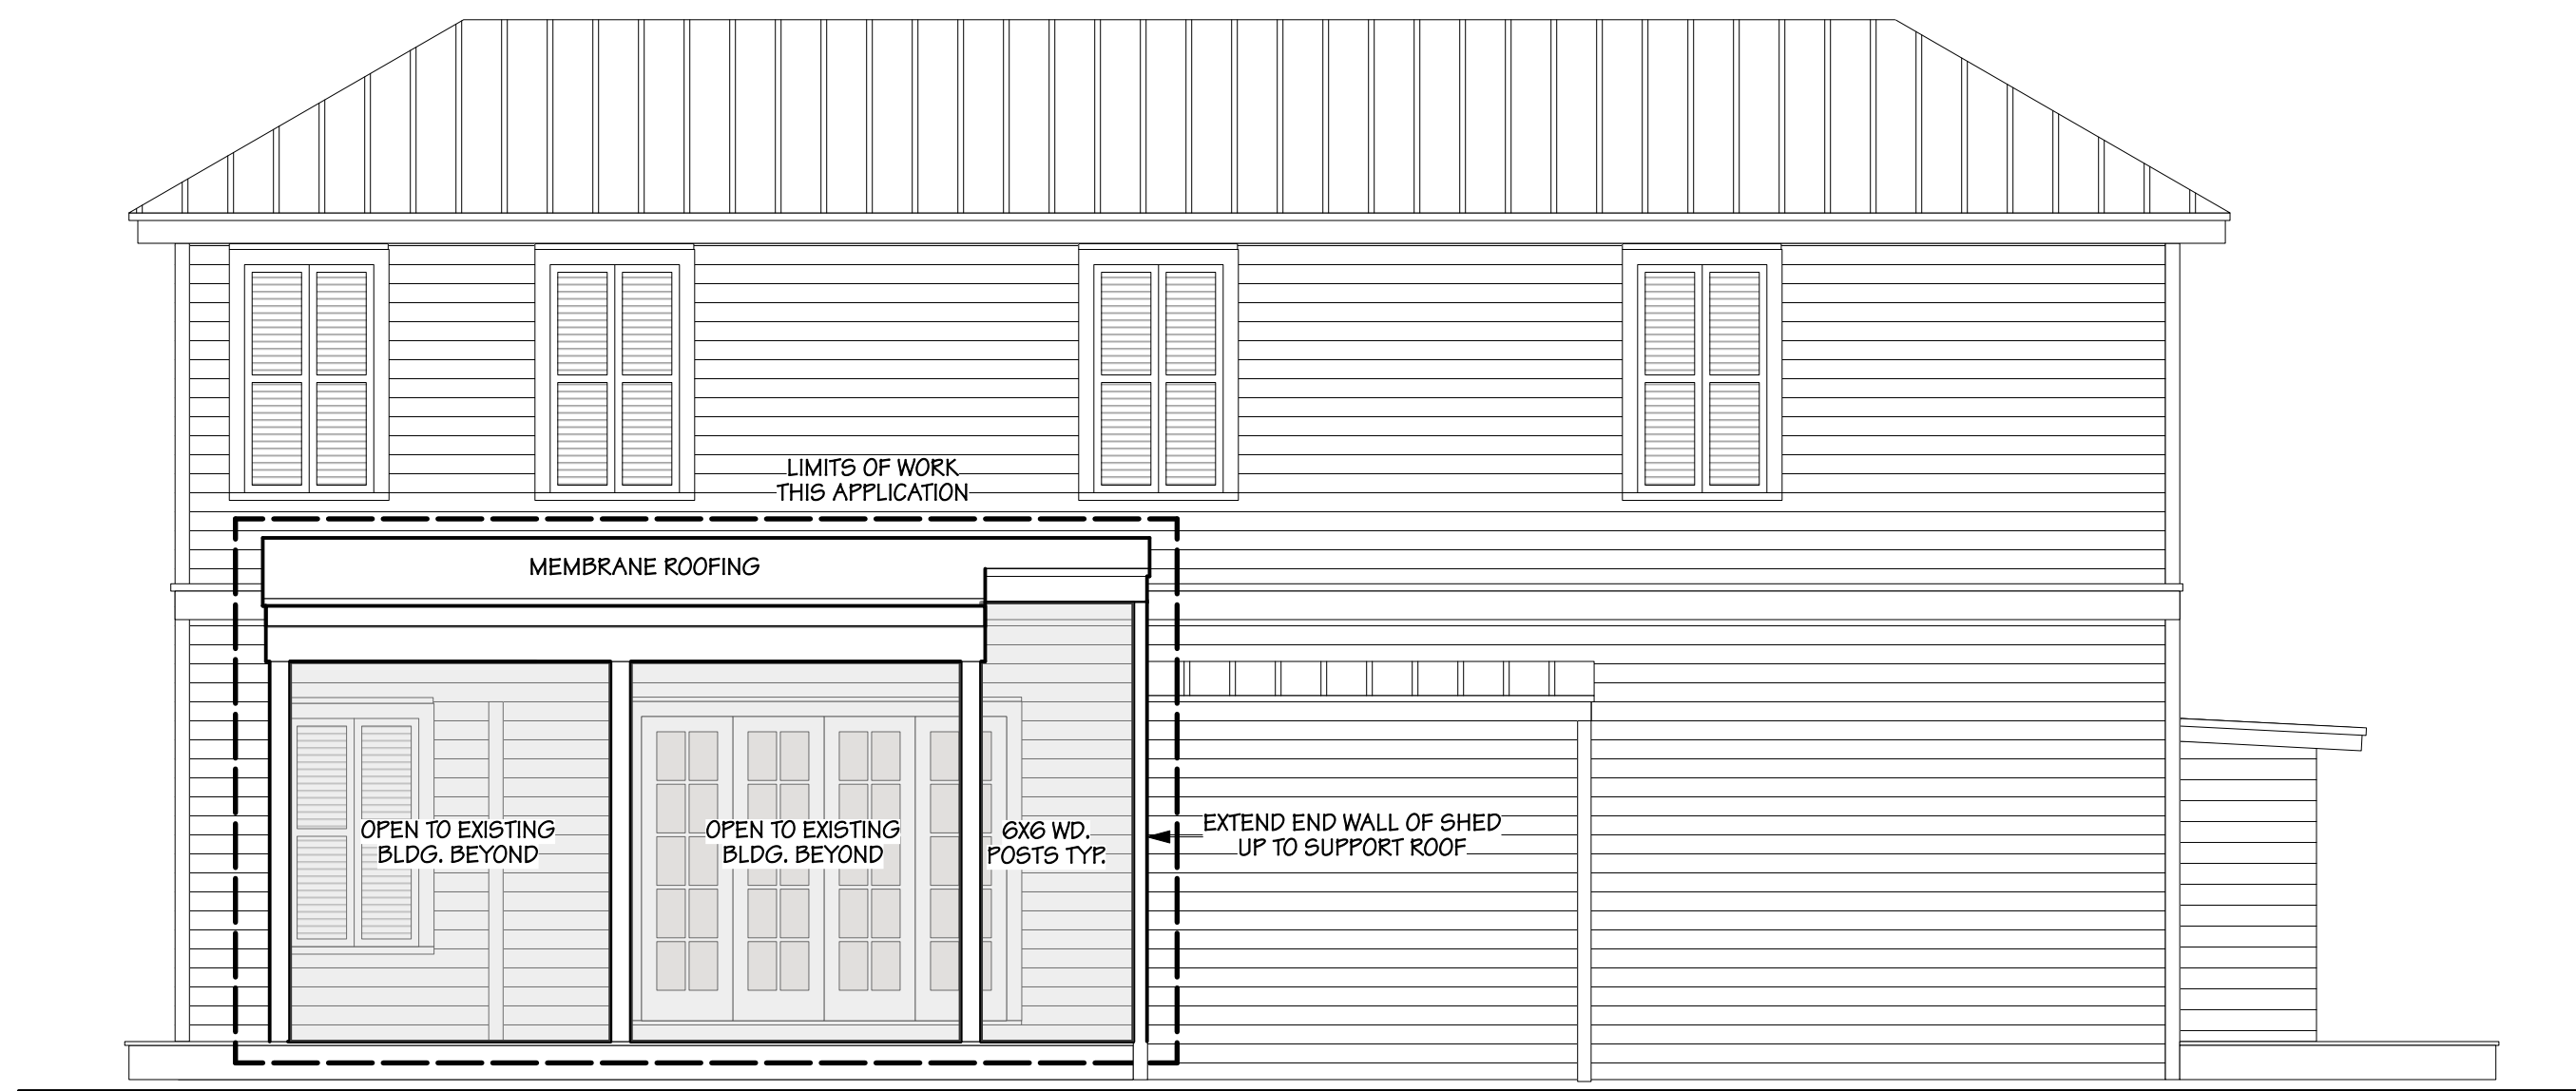 LIMITS OF WORK
THIS APPLICATION
MEMBRANE ROOFING
OPEN TO EXISTING
BLDG. BEYOND
OPEN TO EXISTING
BLDG. BEYOND
6X6 WD.
POSTS TYP.
EXTEND END WALL OF SHED
UP TO SUPPORT ROOF